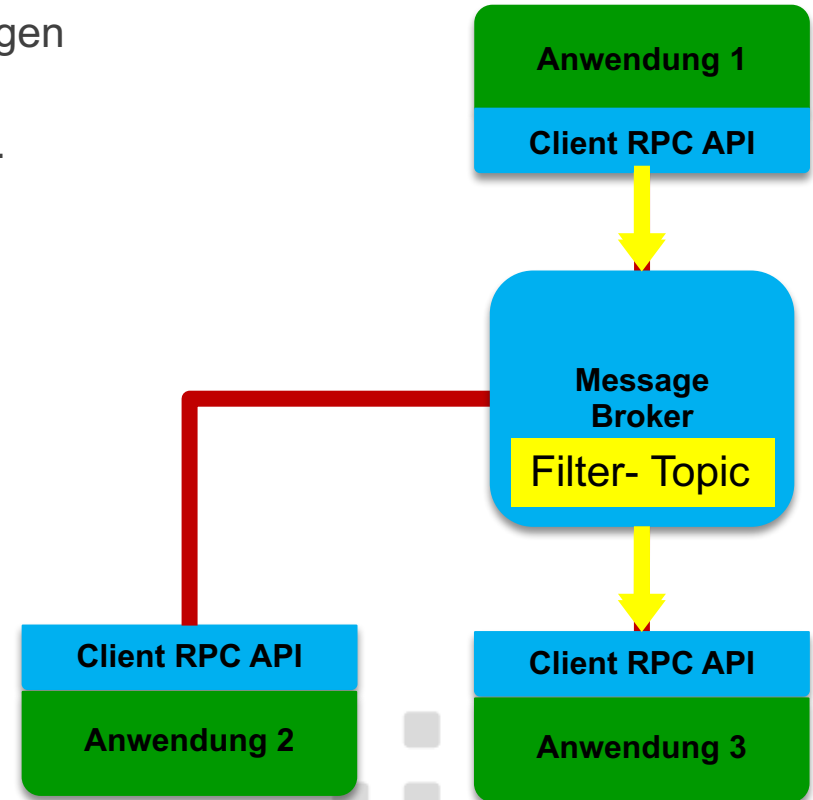 gen
.
Anwendung 1
Client RPC API
Message
Broker
Filter- Topic
Client RPC API
Anwendung 2
Client RPC API
Anwendung 3